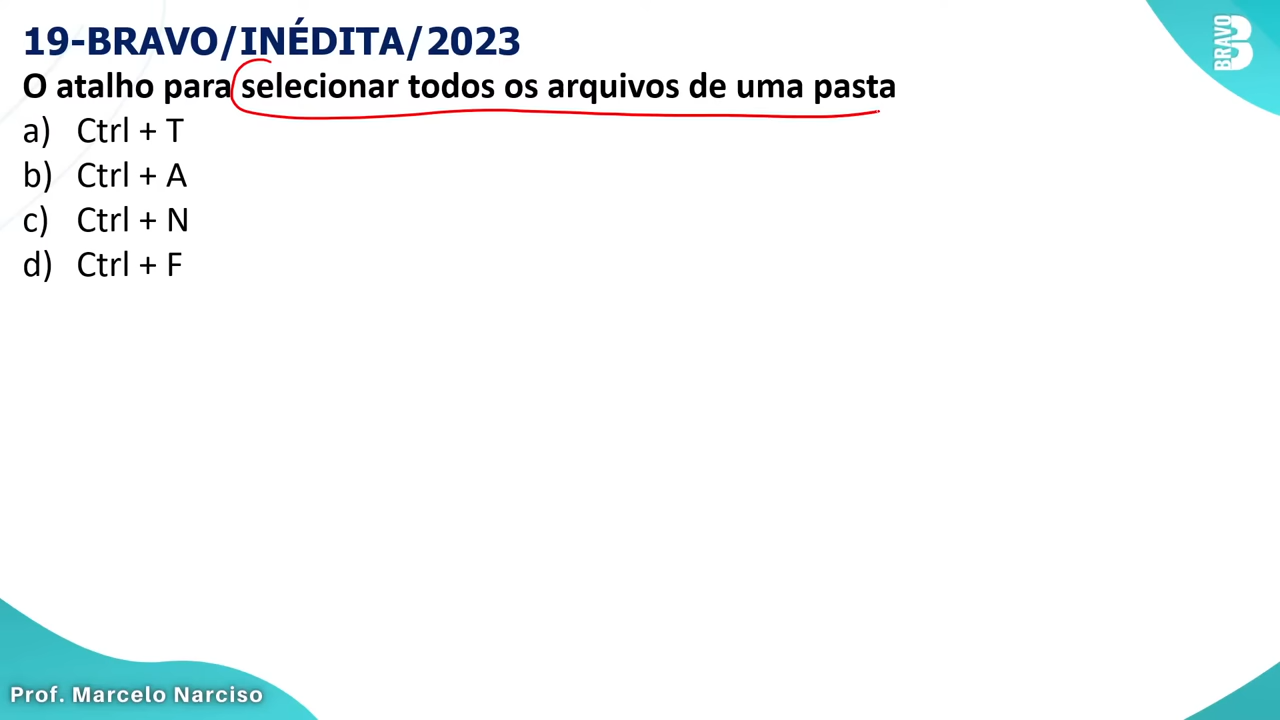 19-BRAVO/INÉDITA/2023
O atalho para selecionar todos os arquivos de uma pasta
a) Ctrl + T
b) Ctrl + A
c) Ctrl + N
d) Ctrl + F
BRAVO
Prof. Marcelo Narciso